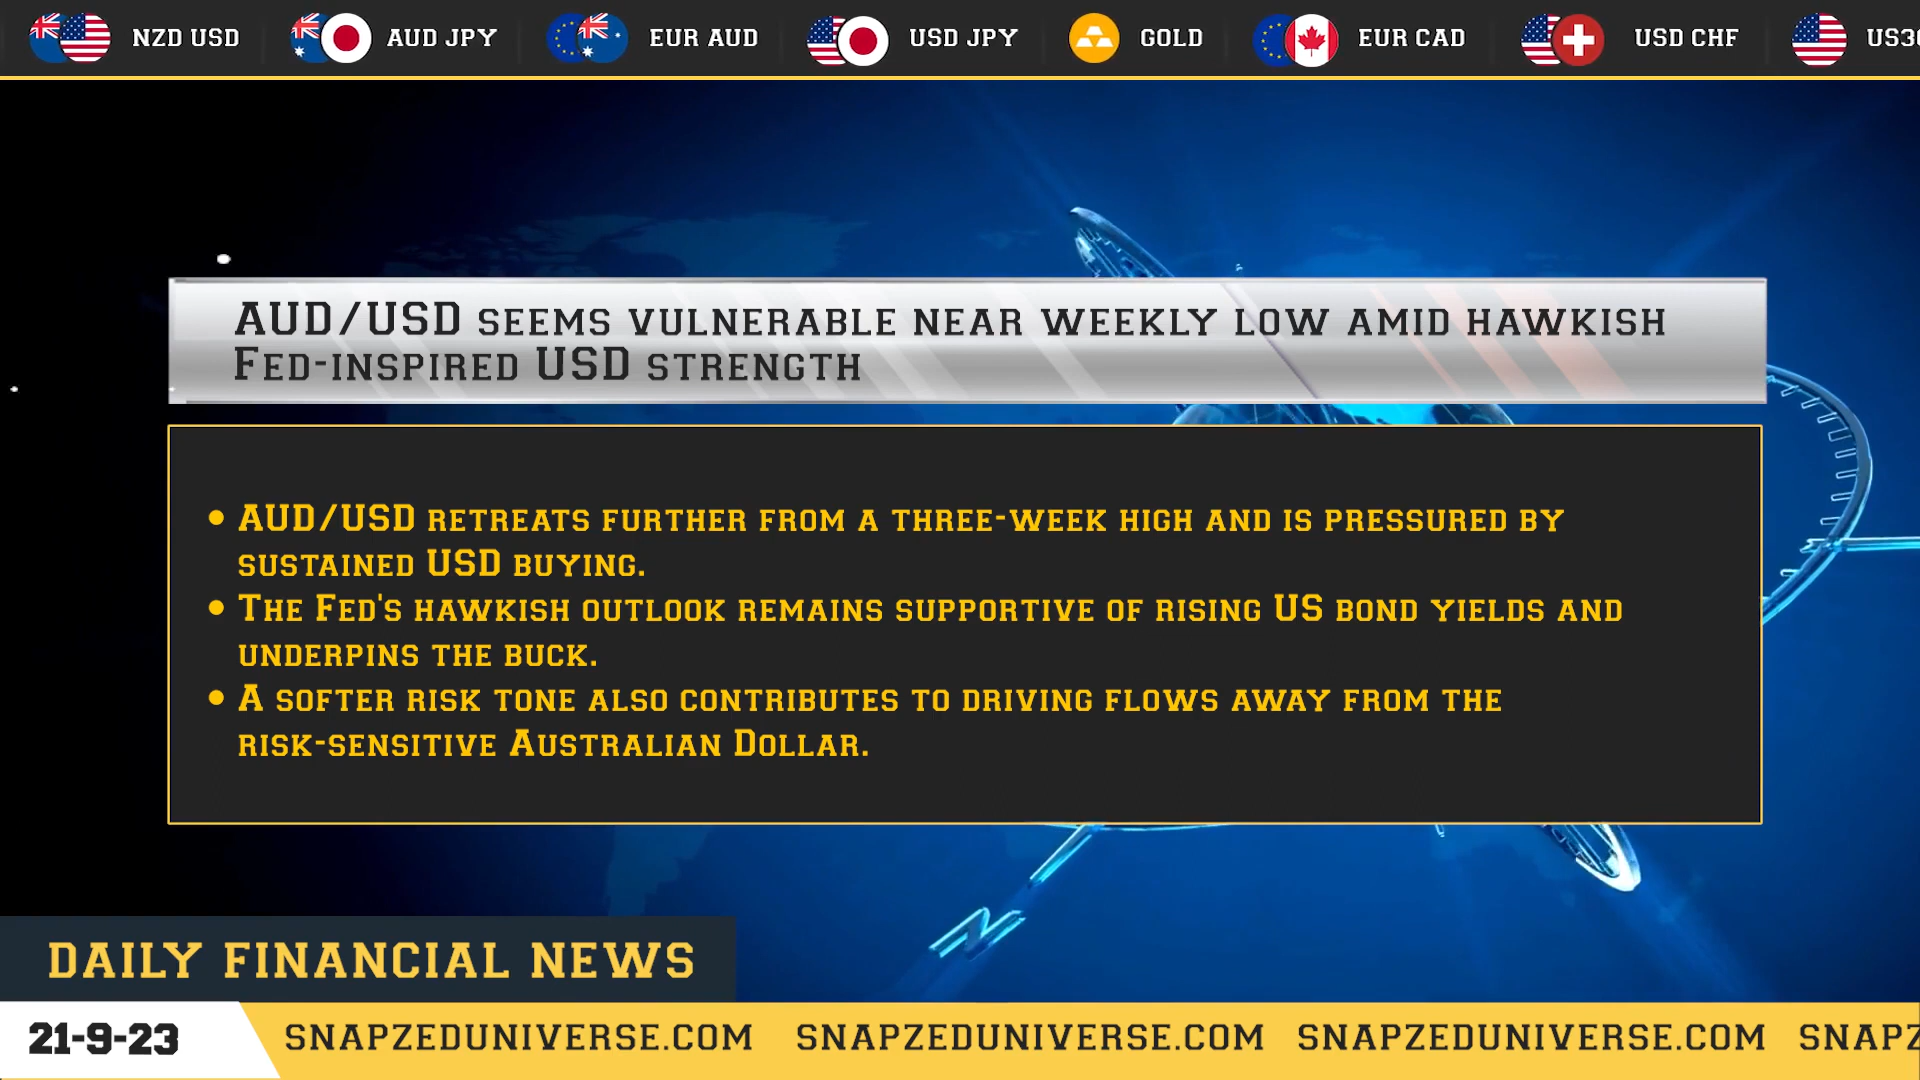 NZD USD AUD JPY EUR AUD USD JPY GOLD EUR CAD USD CHF US30
AUD/USD SEEMS VULNERABLE NEAR WEEKLY LOW AMID HAWKISH
FED-INSPIRED USD STRENGTH
• AUD/USD RETREATS FURTHER FROM A THREE-WEEK HIGH AND IS PRESSURED BY
SUSTAINED USD BUYING.
• THE FED'S HAWKISH OUTLOOK REMAINS SUPPORTIVE OF RISING US BOND YIELDS AND
UNDERPINS THE BUCK.
• A SOFTER RISK TONE ALSO CONTRIBUTES TO DRIVING FLOWS AWAY FROM THE
RISK-SENSITIVE AUSTRALIAN DOLLAR.
N
DAILY FINANCIAL NEWS
21-9-23 SNAPZEDUNIVERSE.COM SNAPZEDUNIVERSE.COM SNAPZEDUNIVERSE.COM SNAPZ